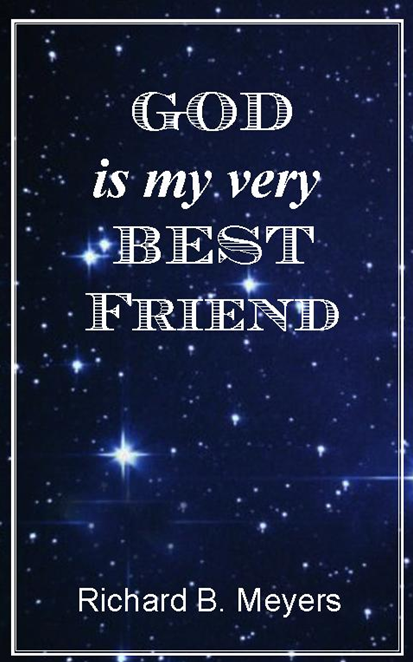 GOD
is my very
BEST
FRIEND
Richard B. Meyers